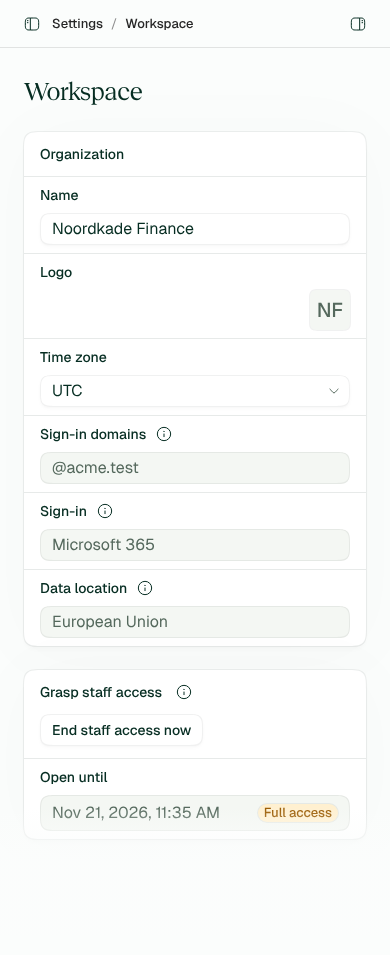 Settings / Workspace
Workspace
Organization
Name
Noordkade Finance
Logo
NF
Time zone
UTC
Sign-in domains
@acme.test
Sign-in
Microsoft 365
Data location
European Union
Grasp staff access
End staff access now
Open until
Nov 21, 2026, 11:35 AM Full access